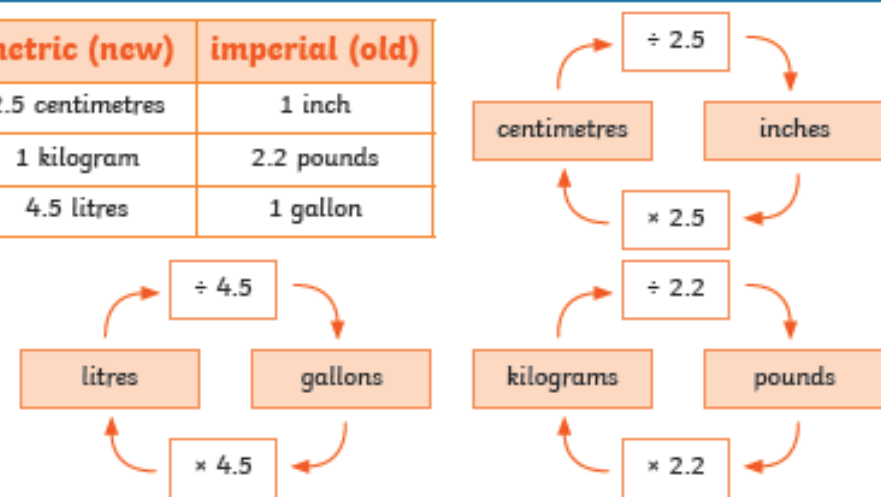 etric (new) imperial (old)
2.5 centimetres 1 inch
1 kilogram 2.2 pounds
4.5 litres 1 gallon
÷ 2.5
centimetres inches
× 2.5
÷ 4.5
litres gallons
× 4.5
÷ 2.2
kilograms pounds
× 2.2